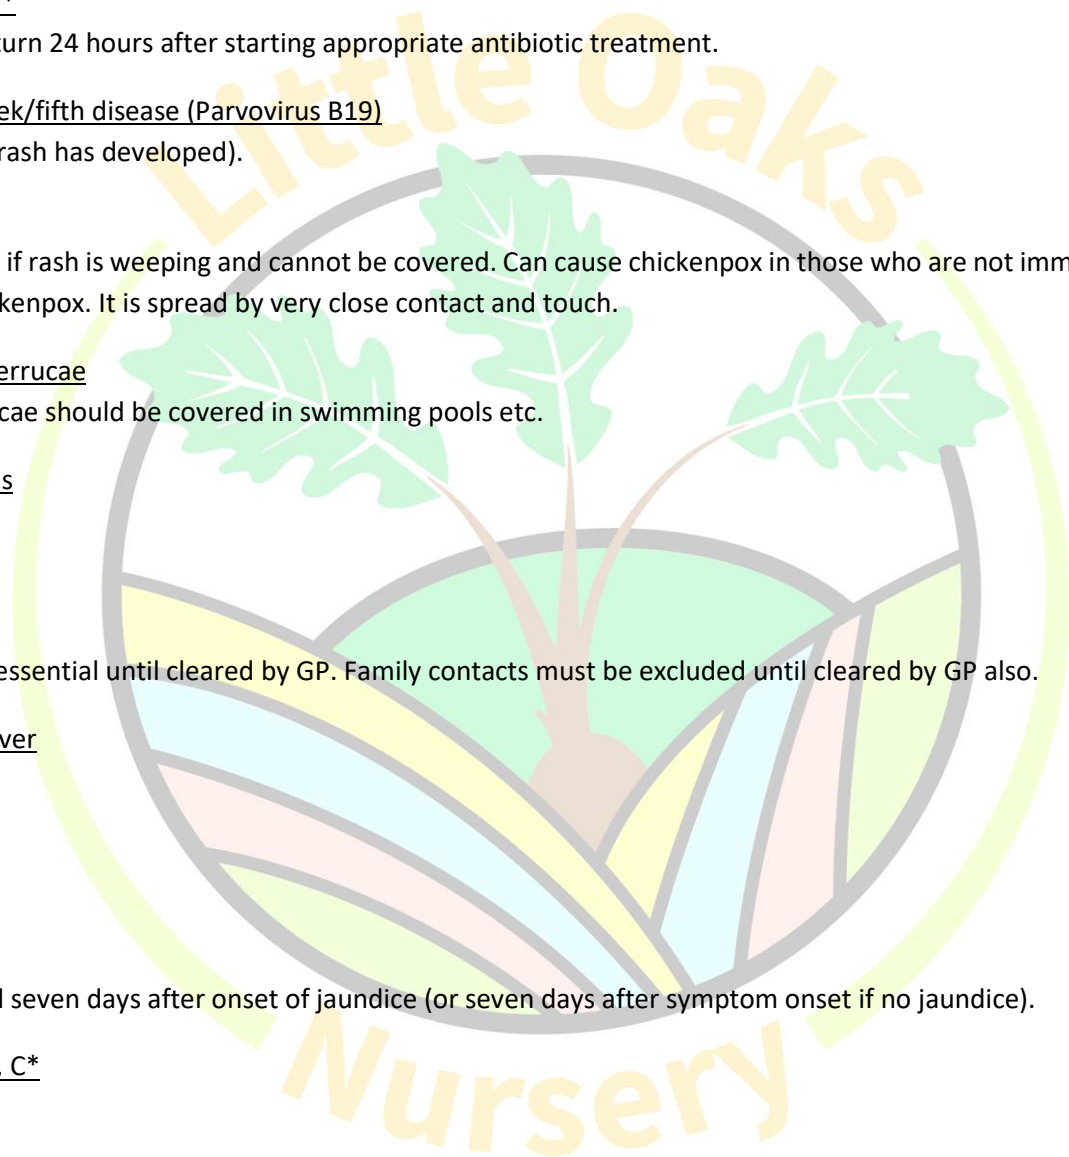 turn 24 hours after starting appropriate antibiotic treatment.
ek/fifth disease (Parvovirus B19)
rash has developed).
if rash is weeping and cannot be covered. Can cause chickenpox in those who are not imm
kenpox. It is spread by very close contact and touch.
errucae
cae should be covered in swimming pools etc.
s
essential until cleared by GP. Family contacts must be excluded until cleared by GP also.
ver
l seven days after onset of jaundice (or seven days after symptom onset if no jaundice).
, C*
Little Oaks
Nursery